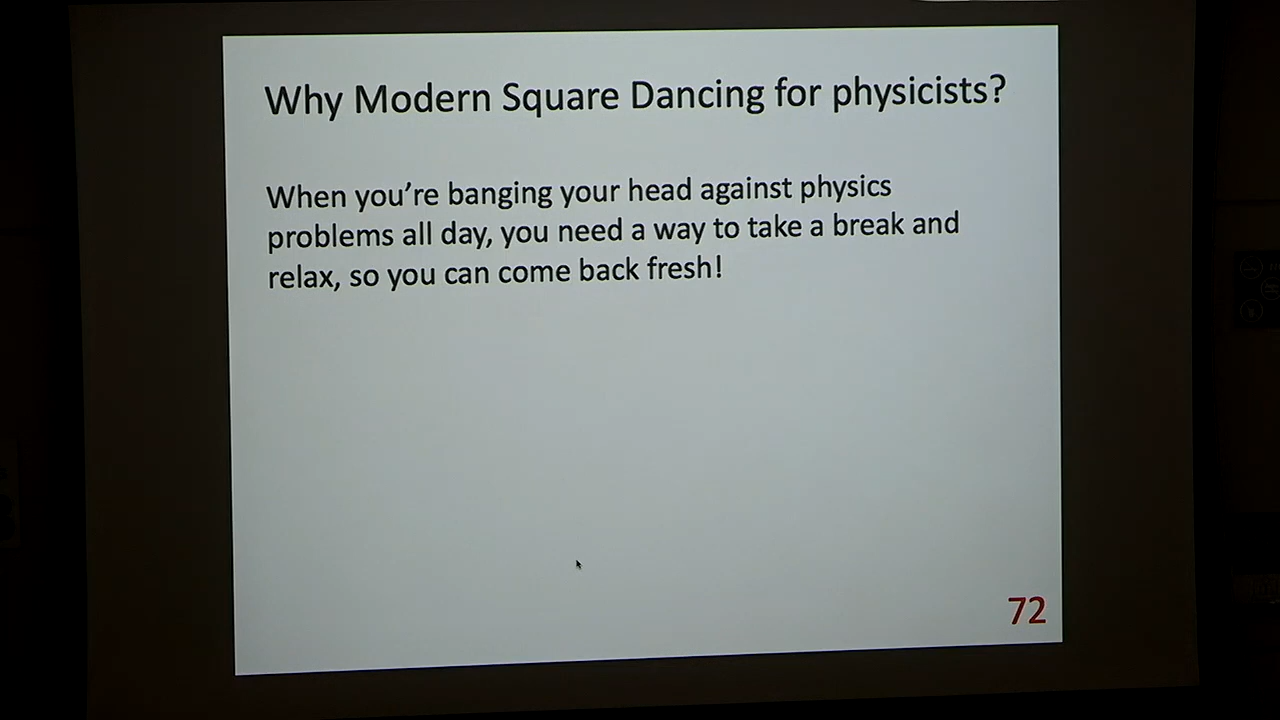 Why Modern Square Dancing for physicists?
When you're banging your head against physics
problems all day, you need a way to take a break and
relax, so you can come back fresh!
72